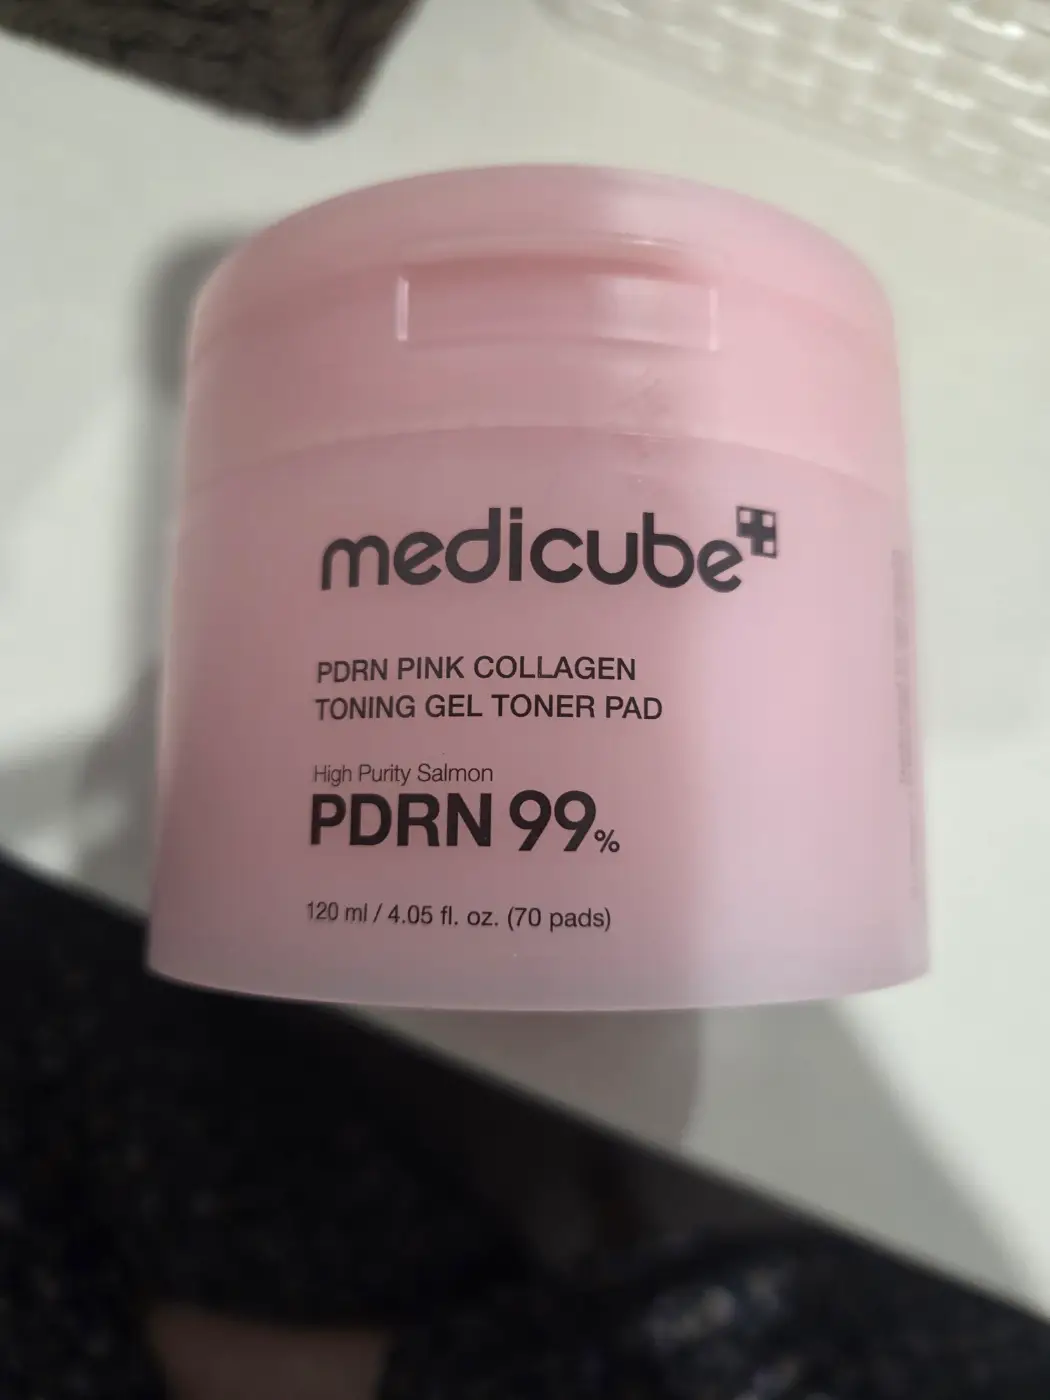 medicube
PDRN PINK COLLAGEN
TONING GEL TONER PAD
High Purity Salmon
PDRN 99%
120 ml / 4.05 fl. oz. (70 pads)